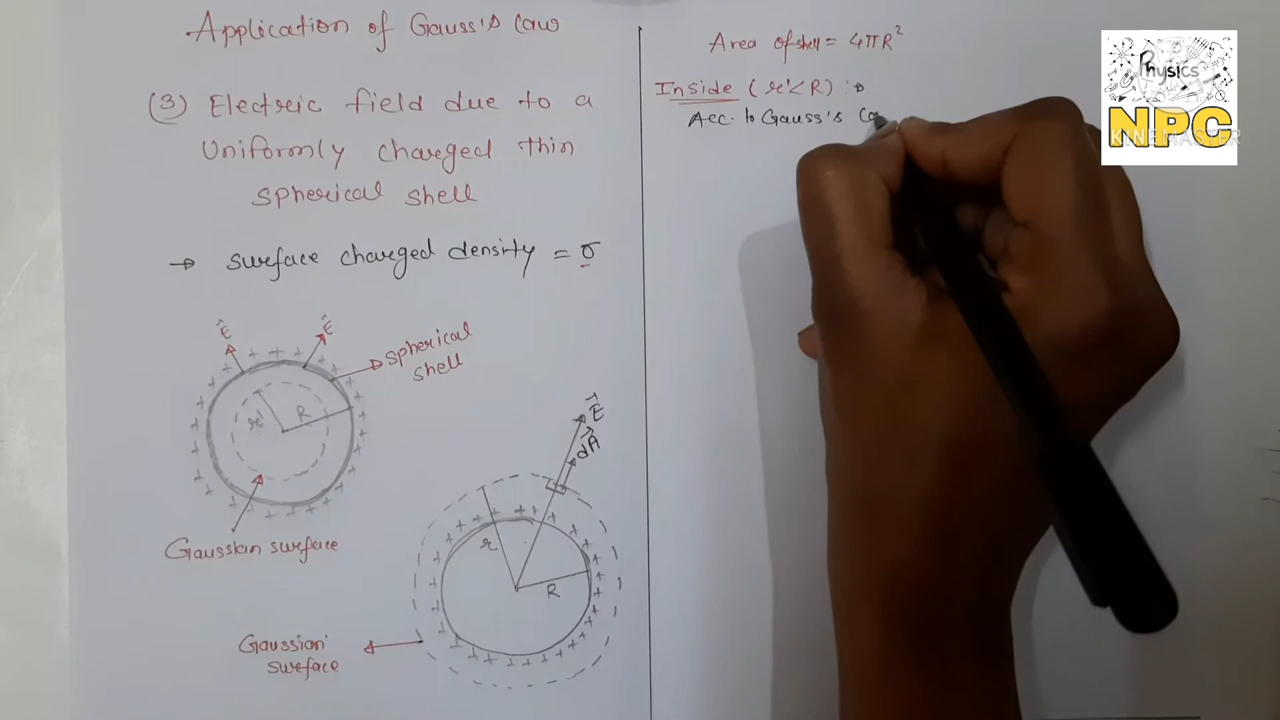 Application of Gauss's Law
(3) Electric field due to a
Uniformly charged thin
spherical shell
→ surface charged density = σ
Ê Ê
spherical
shell
r' R
Gaussian surface
E⃗
dA⃗
r
R
Gaussian
surface
Area of shell = 4πR²
Inside (r'<R) :→
Acc. to Gauss's
Physics
NPC
KINEMASTER